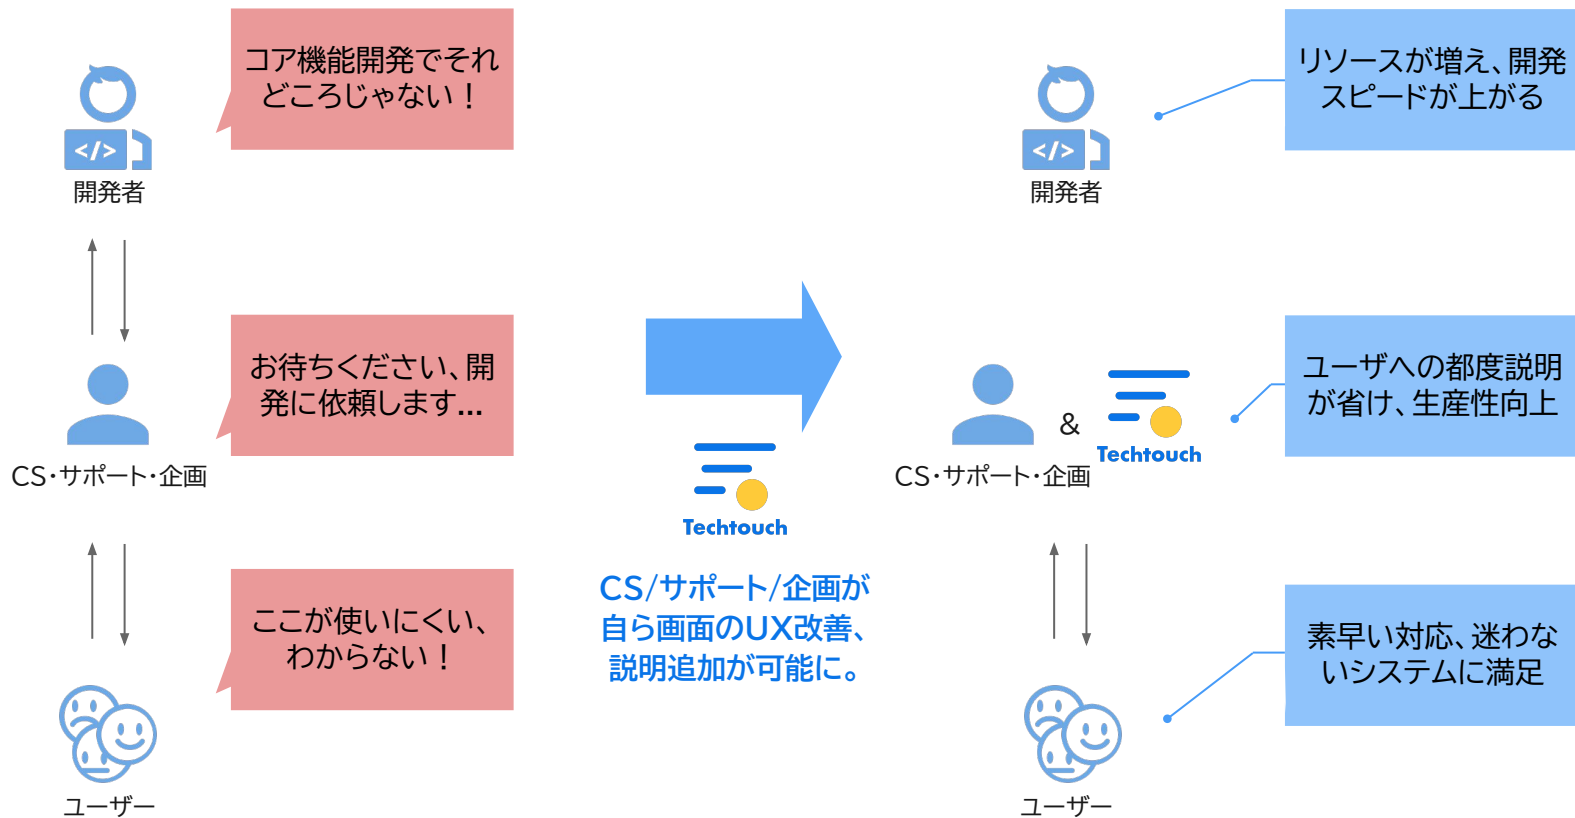 コア機能開発でそれ
どころじゃない！
</>
開発者
お待ちください、開
発に依頼します...
CS・サポート・企画
ここが使いにくい、
わからない！
ユーザー
Techtouch
CS/サポート/企画が
自ら画面のUX改善、
説明追加が可能に。
リソースが増え、開発
スピードが上がる
</>
開発者
ユーザへの都度説明
が省け、生産性向上
&
Techtouch
CS・サポート・企画
素早い対応、迷わな
いシステムに満足
ユーザー